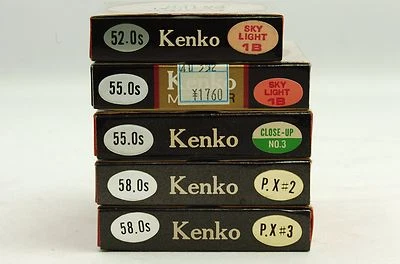 52.0s Kenko SKY LIGHT 1B
55.0s Kenko SKY LIGHT 1B
¥1760
55.0s Kenko CLOSE-UP NO.3
58.0s Kenko P.X#2
58.0s Kenko P.X#3